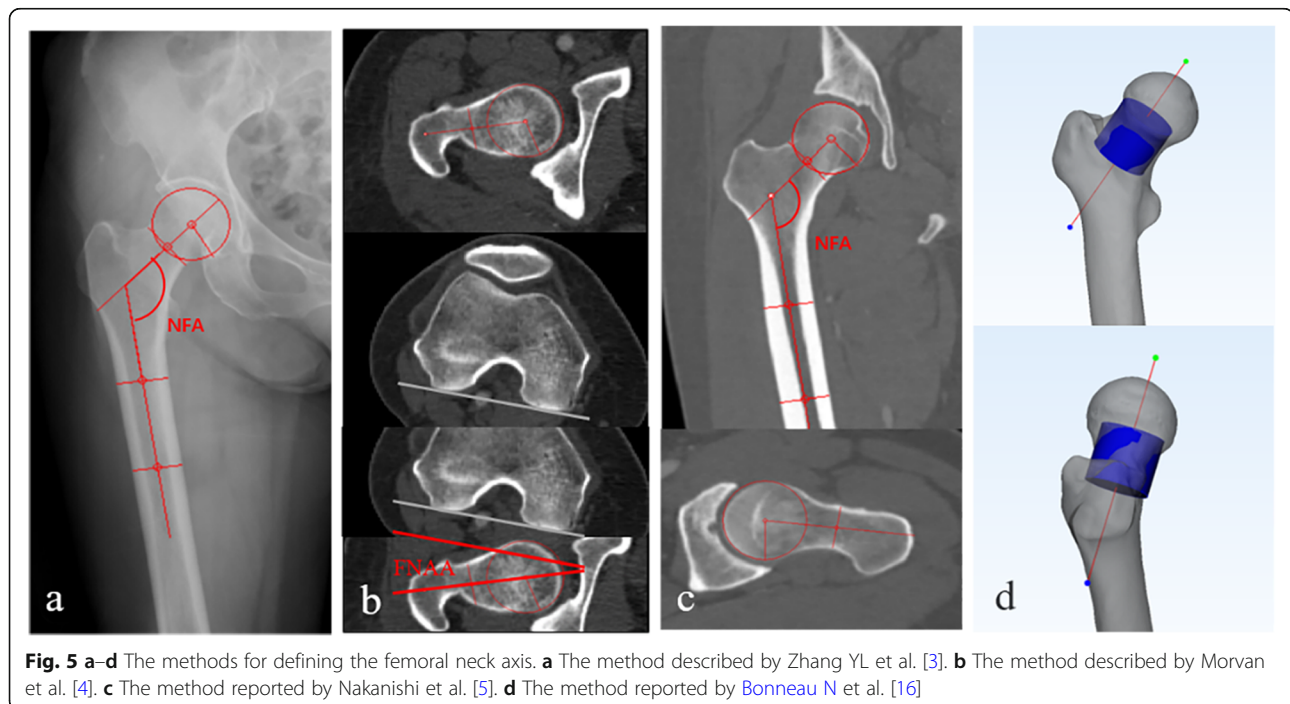 NFA
a
FNAA
b
NFA
c
d
Fig. 5 a–d The methods for defining the femoral neck axis. a The method described by Zhang YL et al. [3]. b The method described by Morvan
et al. [4]. c The method reported by Nakanishi et al. [5]. d The method reported by Bonneau N et al. [16]